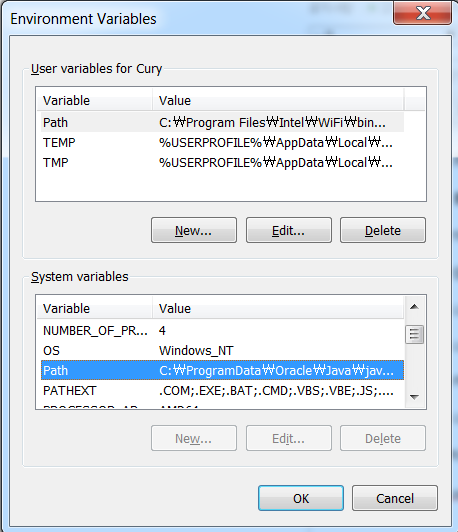 Environment Variables
User variables for Cury
Variable Value
Path C:₩Program Files₩Intel₩WiFi₩bin...
TEMP %USERPROFILE%₩AppData₩Local₩...
TMP %USERPROFILE%₩AppData₩Local₩...
New... Edit... Delete
System variables
Variable Value
NUMBER_OF_PR... 4
OS Windows_NT
Path C:₩ProgramData₩Oracle₩Java₩jav...
PATHEXT .COM;.EXE;.BAT;.CMD;.VBS;.VBE;.JS;....
New... Edit... Delete
OK Cancel